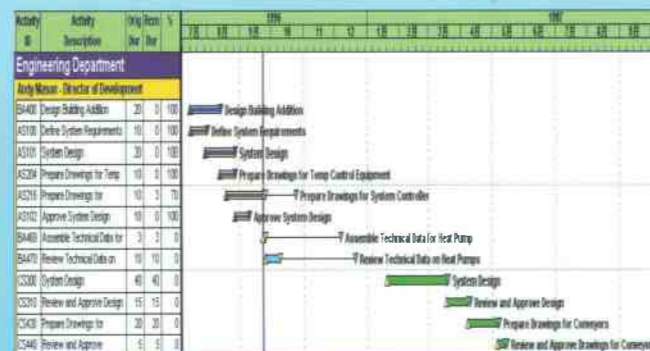 Activity Activity Orig Rem %
ID Description Dur Dur
1996 1997
10 11 12
Engineering Department
Andy Mason - Director of Development
BA400 Design Building Addition 20 0 100 Design Building Addition
AS100 Define System Requirements 10 0 100 Define System Requirements
AS101 System Design 20 0 100 System Design
AS204 Prepare Drawings for Temp 10 0 100 Prepare Drawings for Temp Control Equipment
AS216 Prepare Drawings for 10 3 70 Prepare Drawings for System Controller
AS102 Approve System Design 10 0 100 Approve System Design
BA469 Assemble Technical Data for 3 3 0 Assemble Technical Data for Heat Pump
BA470 Review Technical Data on 10 10 0 Review Technical Data on Heat Pumps
CS300 System Design 40 40 0 System Design
CS310 Review and Approve Design 15 15 0 Review and Approve Design
CS430 Prepare Drawings for 20 20 0 Prepare Drawings for Conveyors
CS440 Review and Approve 5 5 0 Review and Approve Drawings for Conveyor